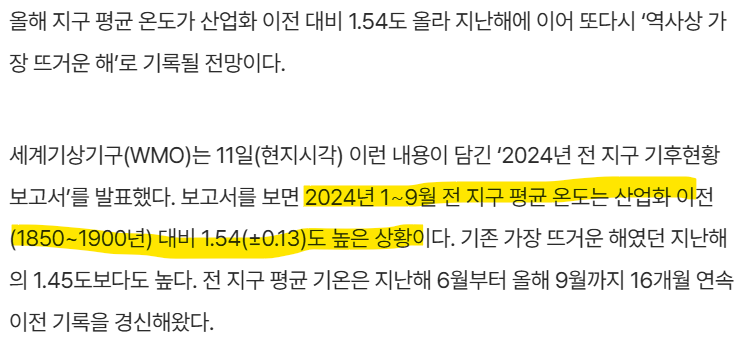 올해 지구 평균 온도가 산업화 이전 대비 1.54도 올라 지난해에 이어 또다시 ‘역사상 가
장 뜨거운 해’로 기록될 전망이다.
세계기상기구(WMO)는 11일(현지시각) 이런 내용이 담긴 ‘2024년 전 지구 기후현황
보고서’를 발표했다. 보고서를 보면 2024년 1~9월 전 지구 평균 온도는 산업화 이전
(1850~1900년) 대비 1.54(±0.13)도 높은 상황이다. 기존 가장 뜨거운 해였던 지난해
의 1.45도보다도 높다. 전 지구 평균 기온은 지난해 6월부터 올해 9월까지 16개월 연속
이전 기록을 경신해왔다.